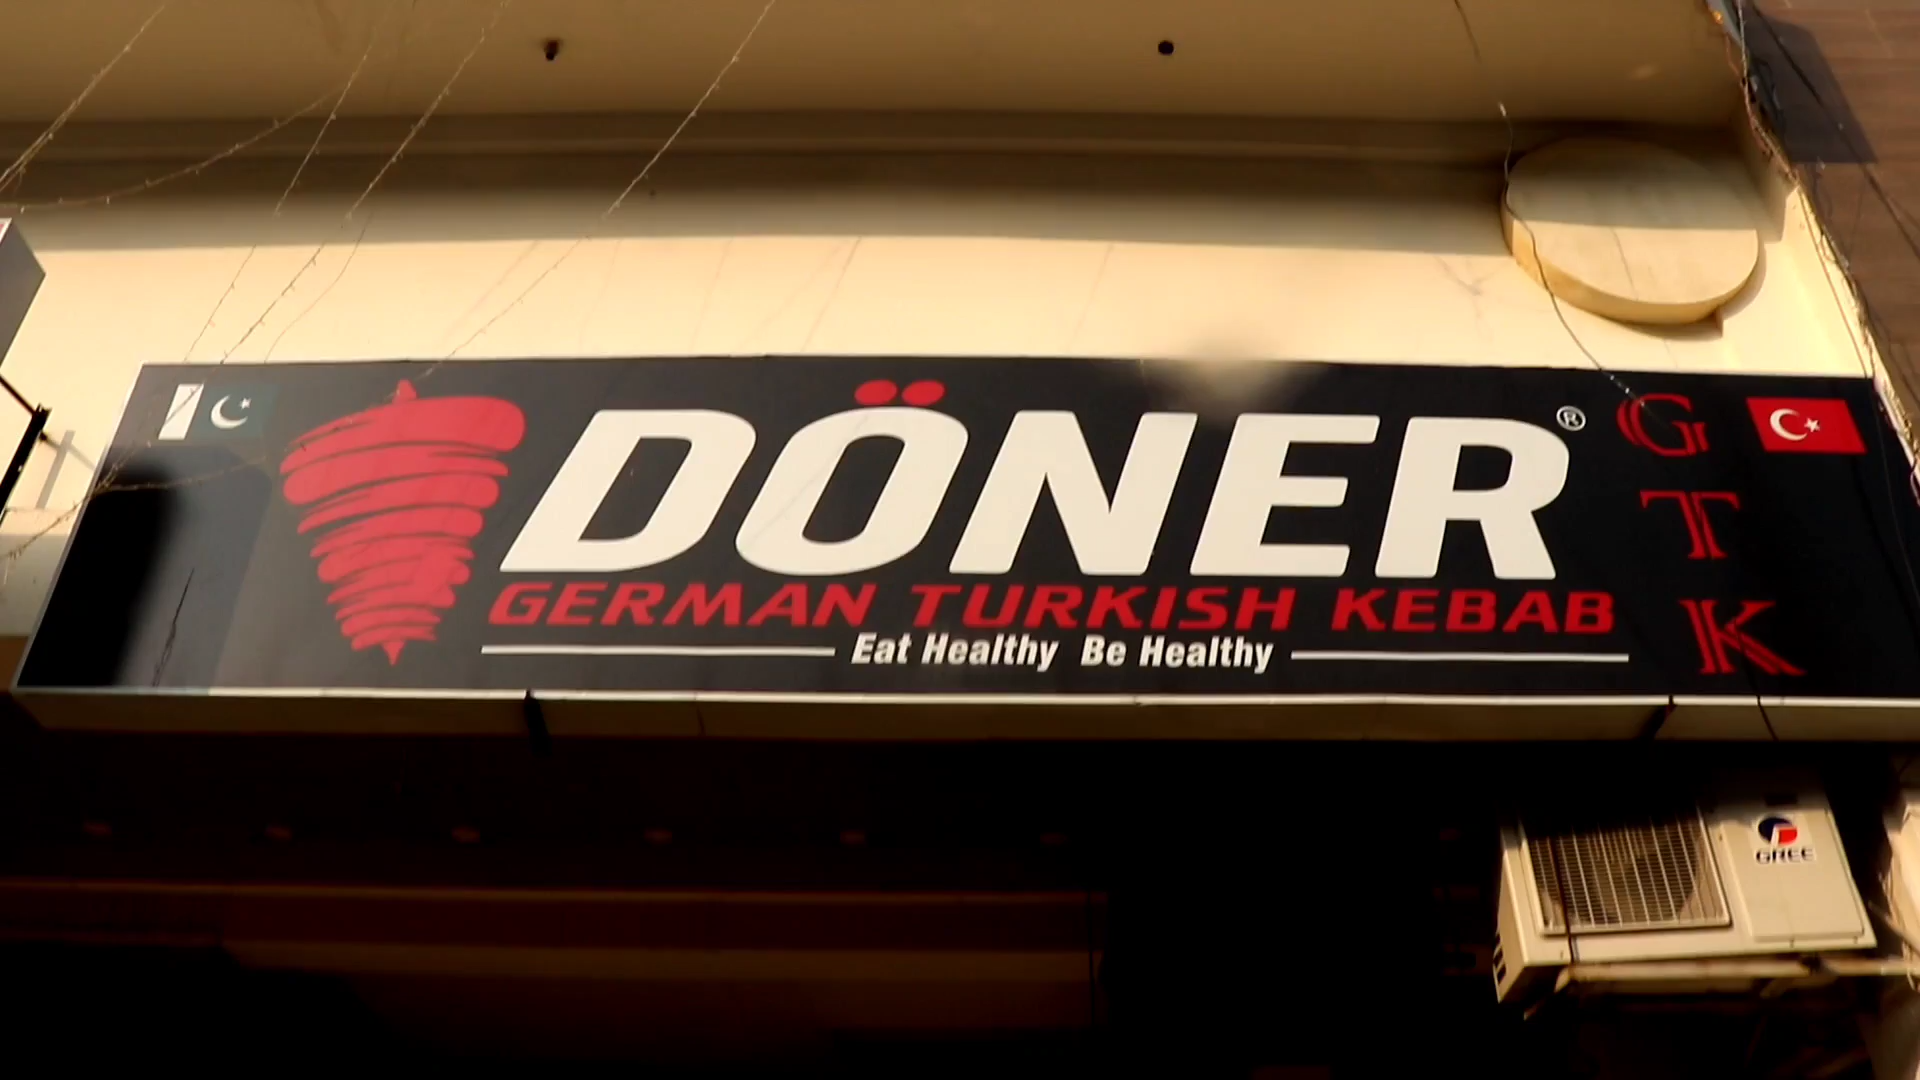 DÖNER®
GERMAN TURKISH KEBAB
Eat Healthy Be Healthy
G
T
K
GREE